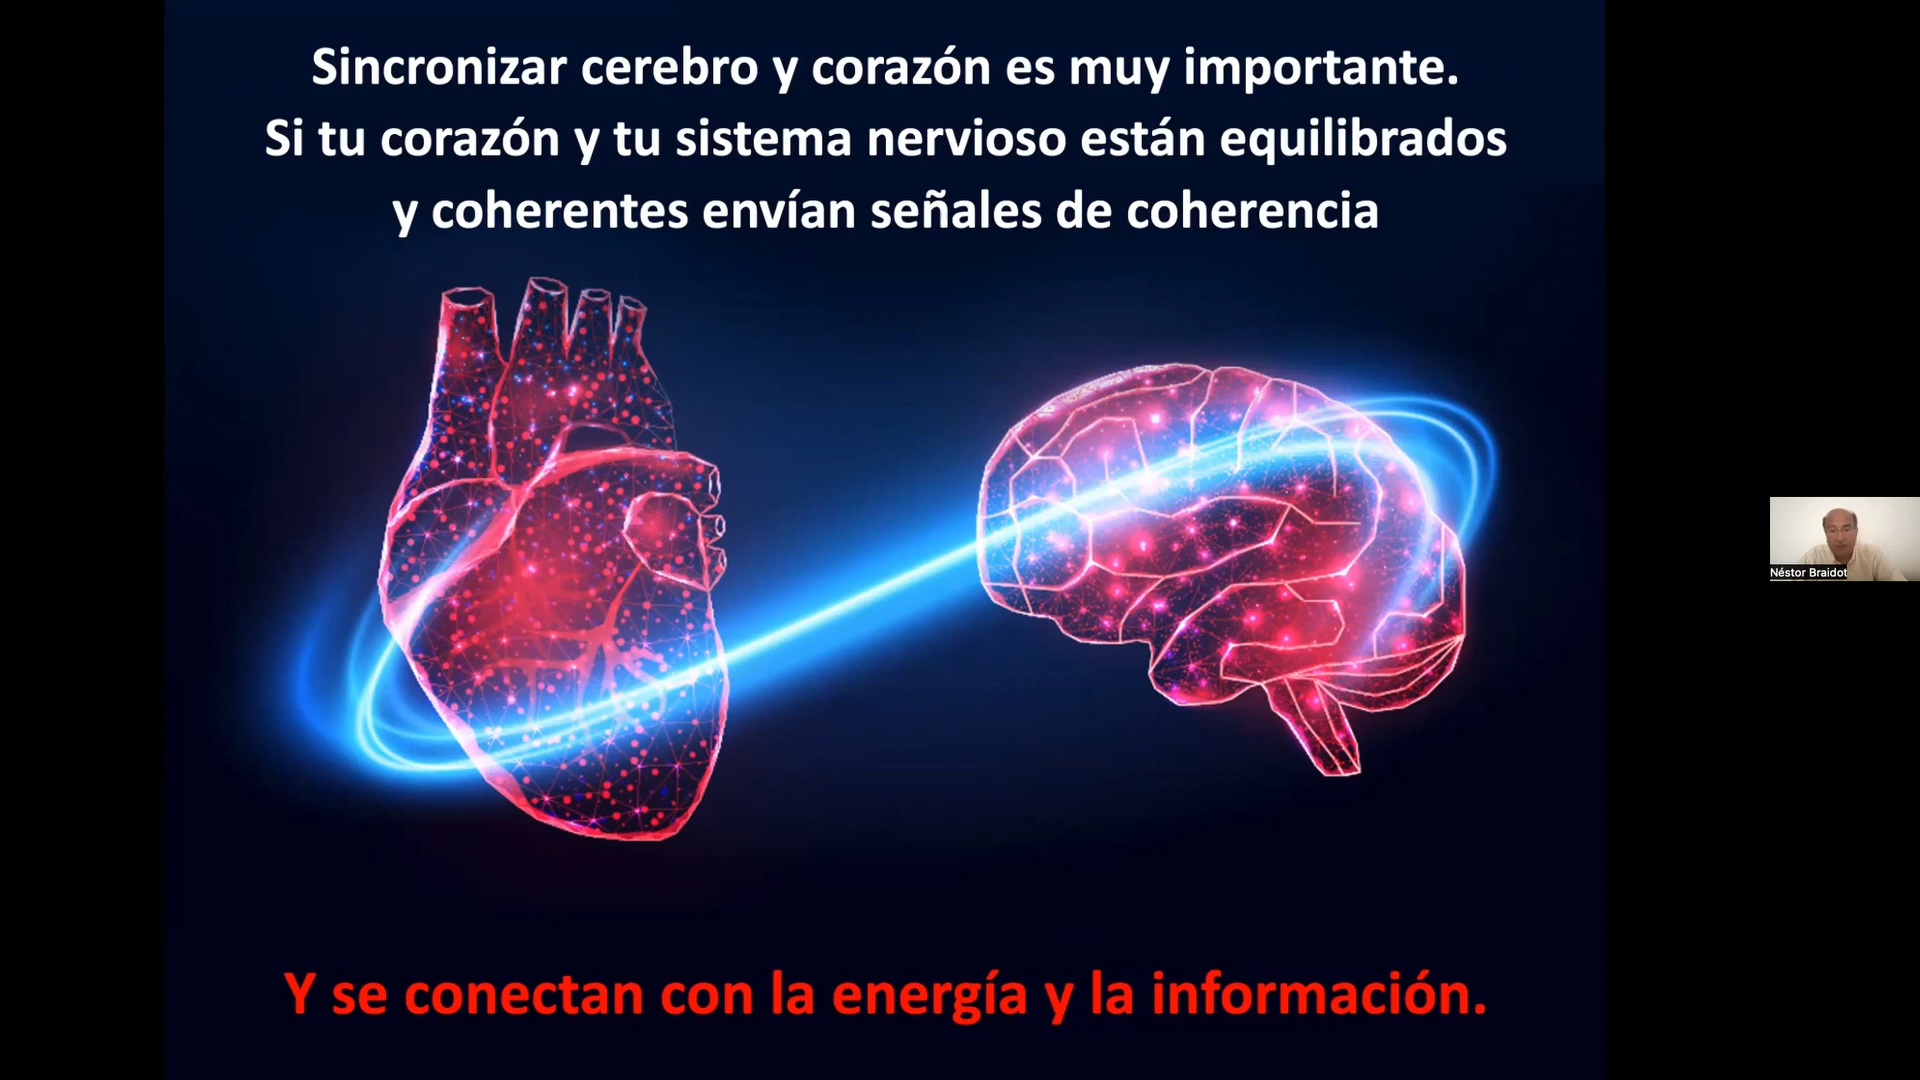 Sincronizar cerebro y corazón es muy importante.
Si tu corazón y tu sistema nervioso están equilibrados
y coherentes envían señales de coherencia
Néstor Braidot
Y se conectan con la energía y la información.